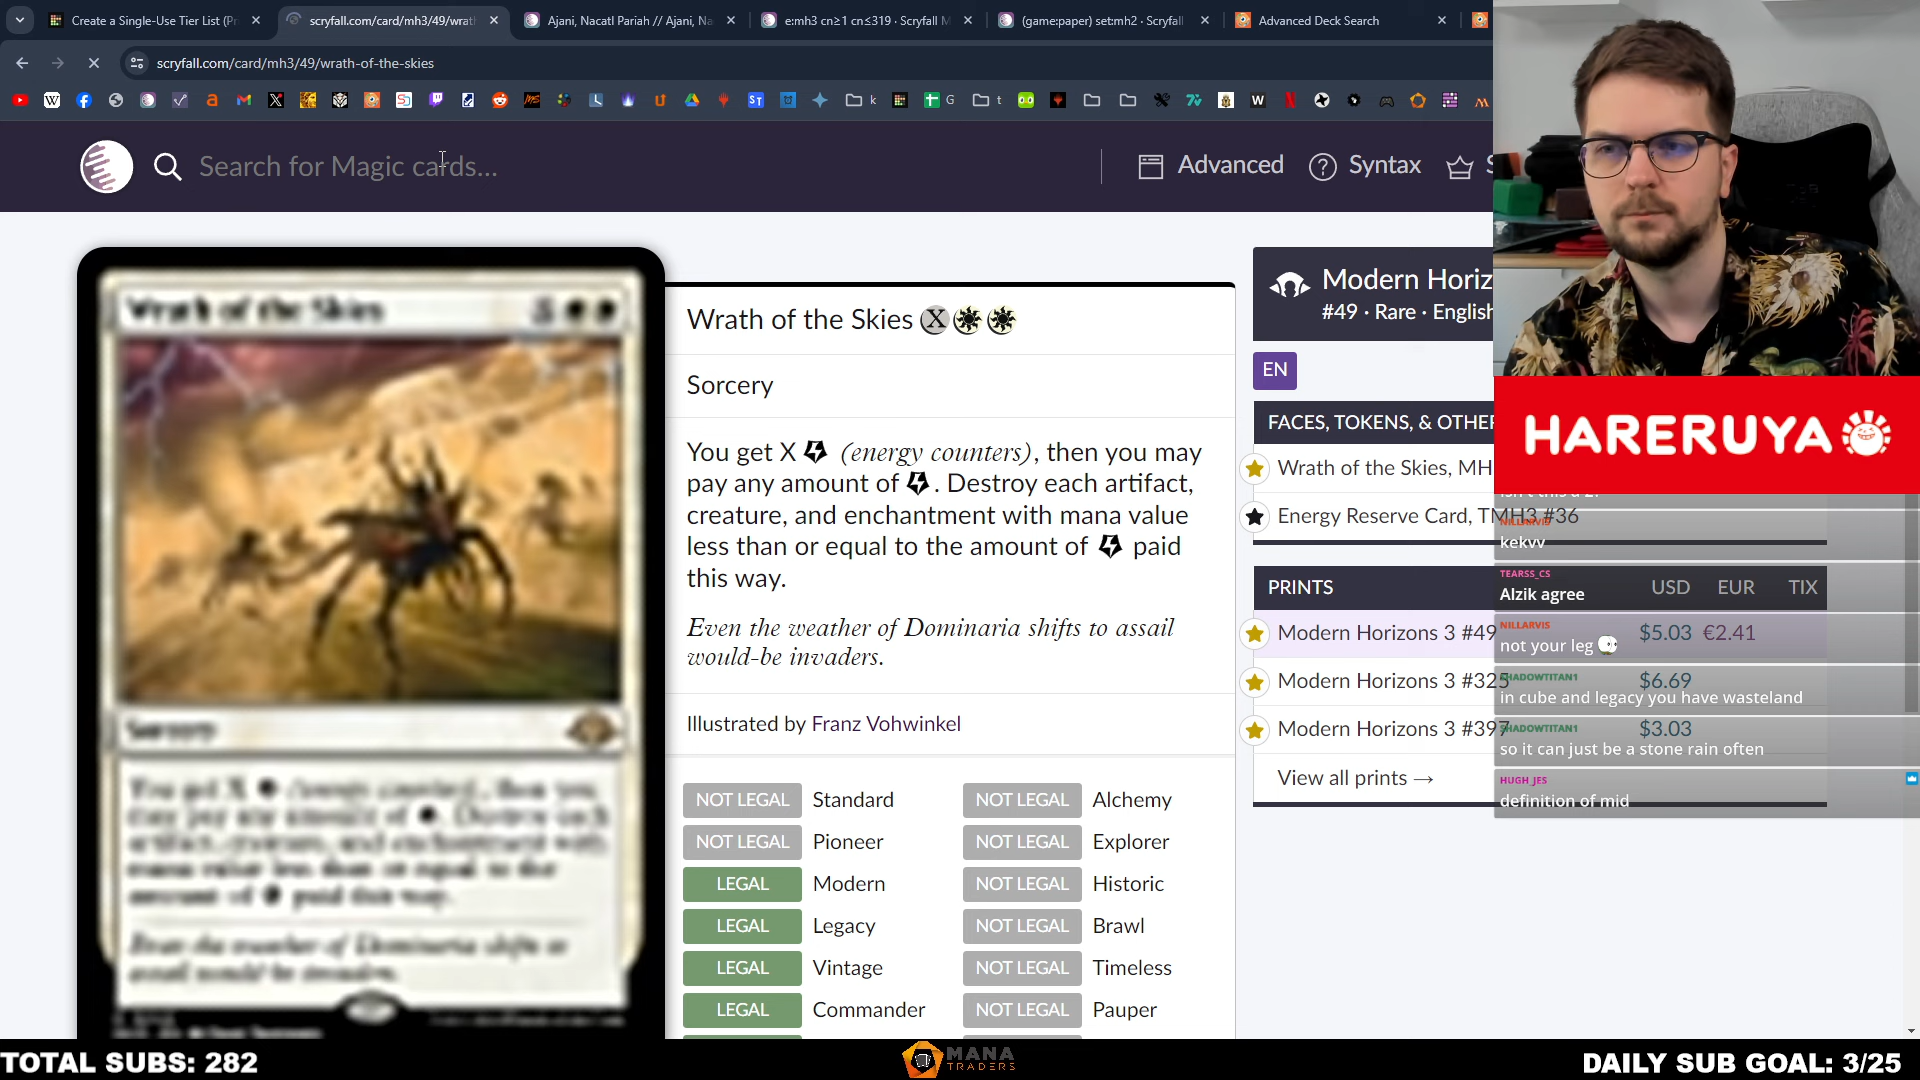 Create a Single-Use Tier List (Pr
scryfall.com/card/mh3/49/wrat
Ajani, Nacatl Pariah // Ajani, Na
e:mh3 cn≥1 cn≤319 · Scryfall M
(game:paper) set:mh2 · Scryfall
Advanced Deck Search
scryfall.com/card/mh3/49/wrath-of-the-skies
k
G
t
Search for Magic cards...
Advanced
Syntax
S
Wrath of the Skies
X
Sorcery
Wrath of the Skies X
Sorcery
You get X (energy counters), then you may
pay any amount of . Destroy each artifact,
creature, and enchantment with mana value
less than or equal to the amount of paid
this way.
Even the weather of Dominaria shifts to assail
would-be invaders.
Illustrated by Franz Vohwinkel
NOT LEGAL Standard
NOT LEGAL Alchemy
NOT LEGAL Pioneer
NOT LEGAL Explorer
LEGAL Modern
NOT LEGAL Historic
LEGAL Legacy
NOT LEGAL Brawl
LEGAL Vintage
NOT LEGAL Timeless
LEGAL Commander
NOT LEGAL Pauper
Modern Horiz
#49 · Rare · English
EN
FACES, TOKENS, & OTHER
Wrath of the Skies, MH
Energy Reserve Card, TMH3 #36
PRINTS USD EUR TIX
Modern Horizons 3 #49 $5.03 €2.41
Modern Horizons 3 #325 $6.69
Modern Horizons 3 #397 $3.03
View all prints →
HARERUYA
NILLARVIS
kekvv
TEARSS_CS
Alzik agree
NILLARVIS
not your leg
SHADOWTITAN1
in cube and legacy you have wasteland
SHADOWTITAN1
so it can just be a stone rain often
HUGH_JES
definition of mid
TOTAL SUBS: 282
MANA
TRADERS
DAILY SUB GOAL: 3/25